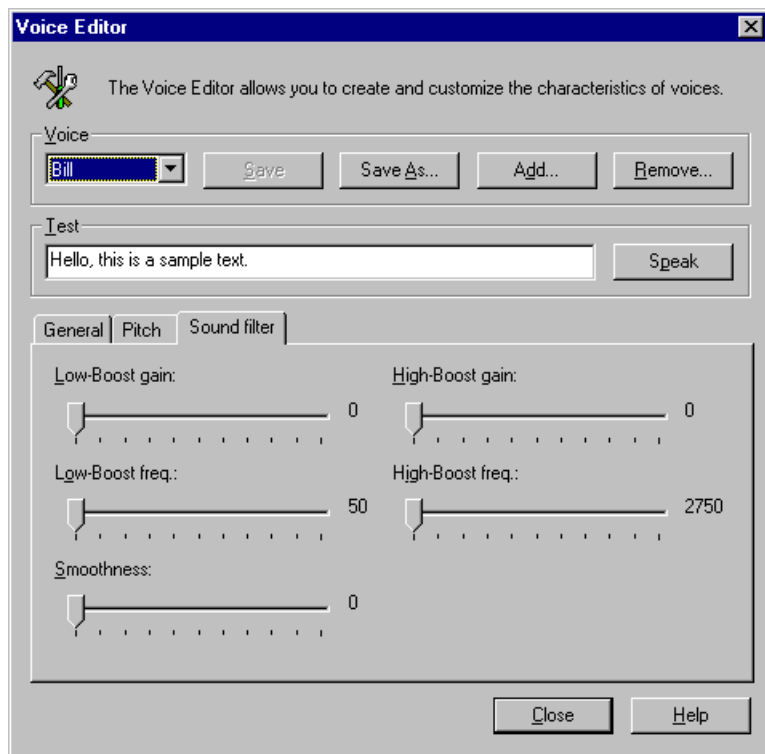 Voice Editor
The Voice Editor allows you to create and customize the characteristics of voices.
Voice
Bill Save Save As... Add... Remove...
Test
Hello, this is a sample text. Speak
General Pitch Sound filter
Low-Boost gain: High-Boost gain:
0 0
Low-Boost freq.: High-Boost freq.:
50 2750
Smoothness:
0
Close Help